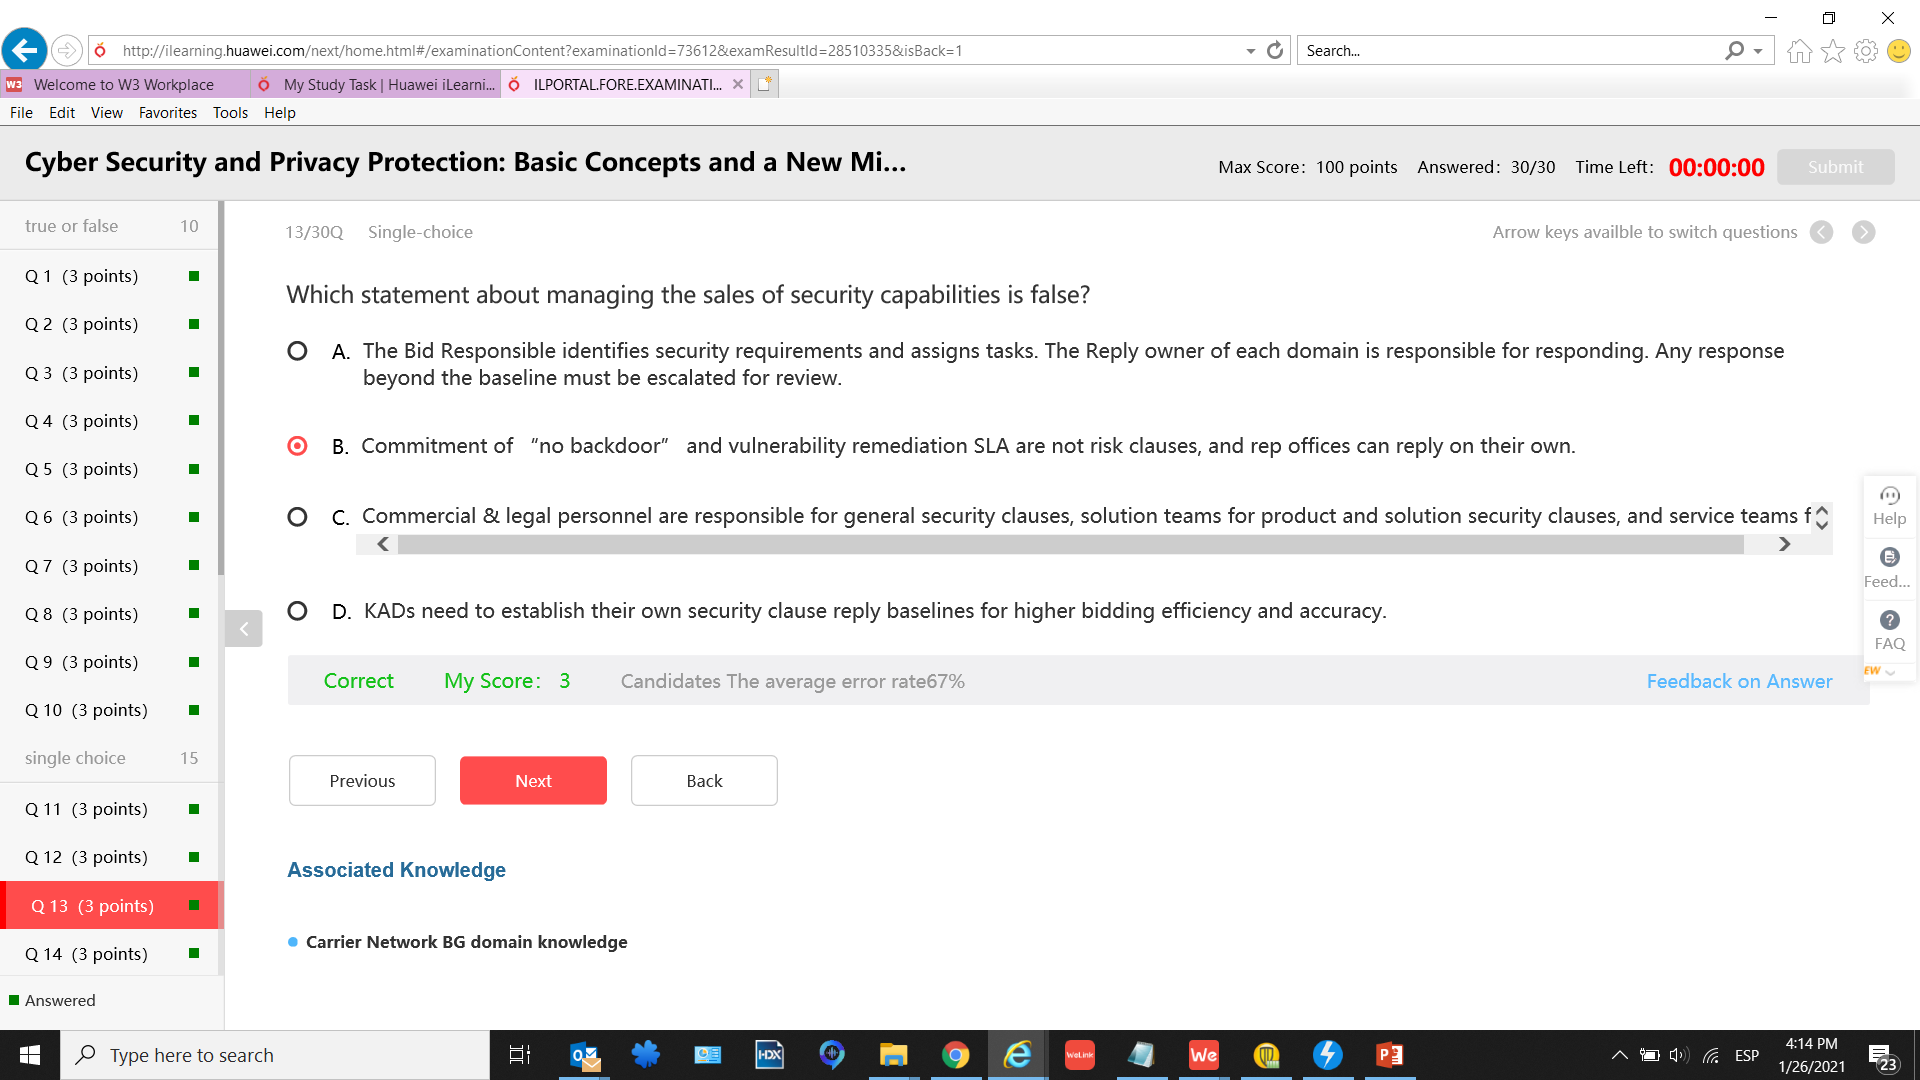 http://ilearning.huawei.com/next/home.html#/examinationContent?examinationId=73612&examResultId=28510335&isBack=1
Search...
W3 Welcome to W3 Workplace
My Study Task | Huawei iLearni...
ILPORTAL.FORE.EXAMINATI...
File Edit View Favorites Tools Help
Cyber Security and Privacy Protection: Basic Concepts and a New Mi...
Max Score: 100 points Answered: 30/30 Time Left: 00:00:00 Submit
true or false 10
Q 1 (3 points)
Q 2 (3 points)
Q 3 (3 points)
Q 4 (3 points)
Q 5 (3 points)
Q 6 (3 points)
Q 7 (3 points)
Q 8 (3 points)
Q 9 (3 points)
Q 10 (3 points)
single choice 15
Q 11 (3 points)
Q 12 (3 points)
Q 13 (3 points)
Q 14 (3 points)
Answered
13/30Q Single-choice
Arrow keys availble to switch questions
Which statement about managing the sales of security capabilities is false?
A. The Bid Responsible identifies security requirements and assigns tasks. The Reply owner of each domain is responsible for responding. Any response
beyond the baseline must be escalated for review.
B. Commitment of “no backdoor” and vulnerability remediation SLA are not risk clauses, and rep offices can reply on their own.
C. Commercial & legal personnel are responsible for general security clauses, solution teams for product and solution security clauses, and service teams f
D. KADs need to establish their own security clause reply baselines for higher bidding efficiency and accuracy.
Correct My Score: 3 Candidates The average error rate67% Feedback on Answer
Previous Next Back
Associated Knowledge
Carrier Network BG domain knowledge
Help
Feed...
FAQ
EW
Type here to search
HDX
WeLink
We
ESP
4:14 PM
1/26/2021
23